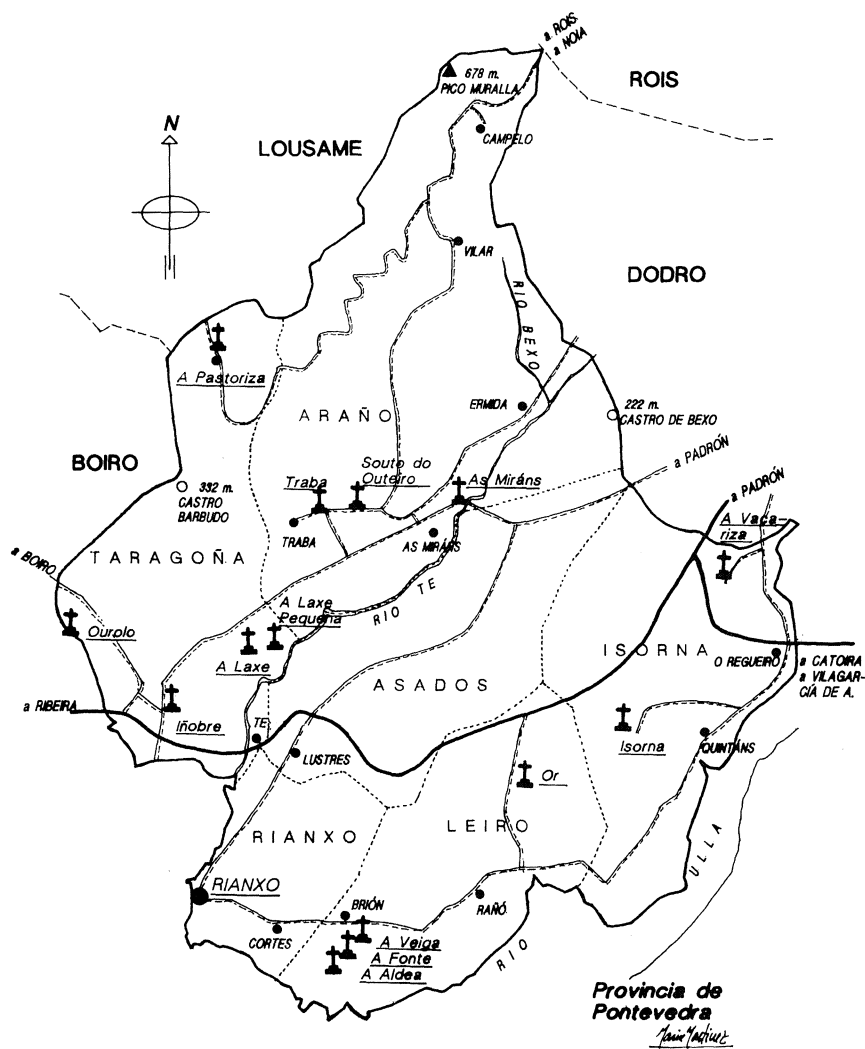 a ROIS
a NOIA
678 m.
PICO MURALLA
ROIS
N
LOUSAME
CAMPELO
VILAR
DODRO
RIO BEXO
A Pastoriza
ARAÑO
ERMIDA
222 m.
CASTRO DE BEXO
BOIRO
332 m.
CASTRO
BARBUDO
Traba
Souto do
Outeiro
As Miráns
a PADRÓN
a PADRÓN
A Vaca-
riza
TRABA
AS MIRÁNS
TARAGOÑA
a BOIRO
RIO TE
A Laxe
Pequena
Ourolo
A Laxe
ISORNA
O REGUEIRO
a CATOIRA
a VILAGAR-
CÍA DE A.
ASADOS
a RIBEIRA
Iñobre
TE
LUSTRES
Isorna
QUINTÁNS
Or
RIANXO
LEIRO
RIO ULLA
RIANXO
BRIÓN
RAÑÓ
CORTES
A Veiga
A Fonte
A Aldea
Provincia de
Pontevedra